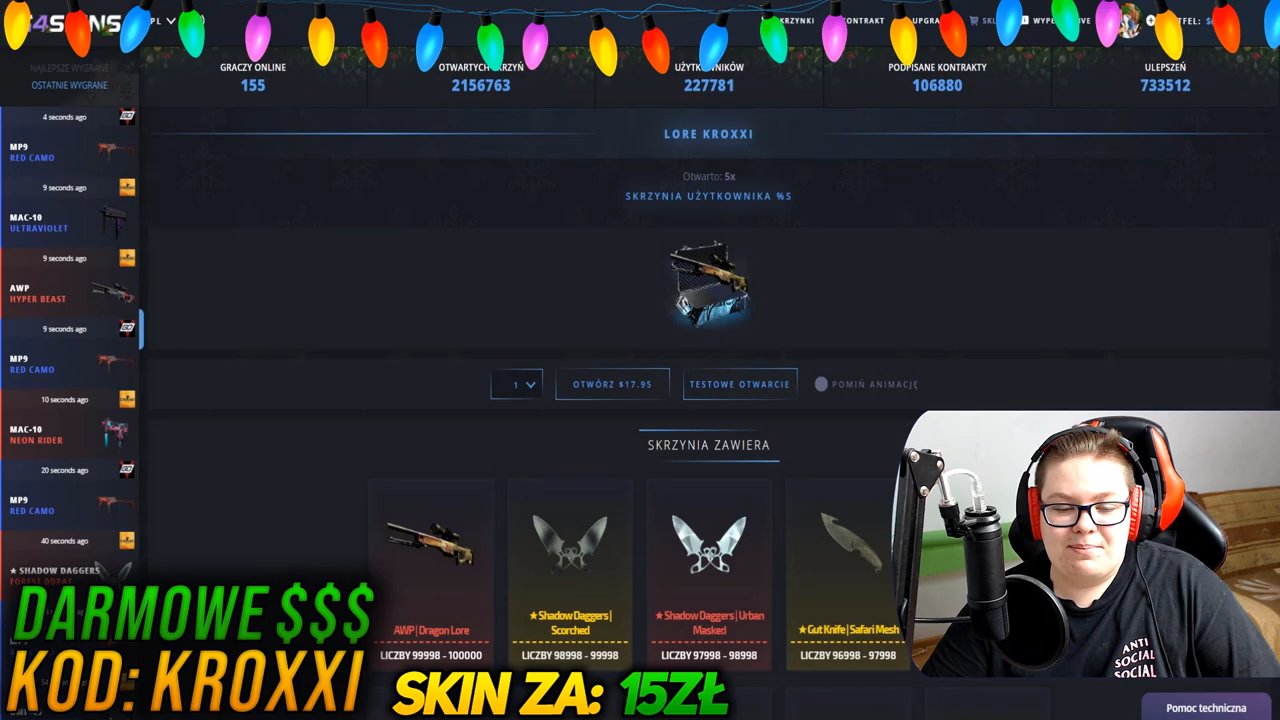 PL
KONTRAKT
GRACZY ONLINE
155
OTWARTYCH SKRZYŃ
2156763
UŻYTKOWNIKÓW
227781
PODPISANE KONTRAKTY
106880
ULEPSZEŃ
733512
NAJLEPSZE WYGRANE
OSTATNIE WYGRANE
4 seconds ago
MP9
RED CAMO
9 seconds ago
MAC-10
ULTRAVIOLET
9 seconds ago
AWP
HYPER BEAST
9 seconds ago
MP9
RED CAMO
10 seconds ago
MAC-10
NEON RIDER
20 seconds ago
MP9
RED CAMO
40 seconds ago
★ SHADOW DAGGERS
LORE KROXXI
Otwarto: 5x
SKRZYNIA UŻYTKOWNIKA %S
1
OTWÓRZ $17.95
TESTOWE OTWARCIE
POMIŃ ANIMACJĘ
SKRZYNIA ZAWIERA
AWP | Dragon Lore
LICZBY 99998 - 100000
★ Shadow Daggers |
Scorched
LICZBY 98998 - 99998
★ Shadow Daggers | Urban
Masked
LICZBY 97998 - 98998
★ Gut Knife | Safari Mesh
LICZBY 96998 - 97998
DARMOWE $$$
KOD: KROXXI
SKIN ZA: 15ZŁ
ANTI
SOCIAL
SOCIAL
Pomoc techniczna